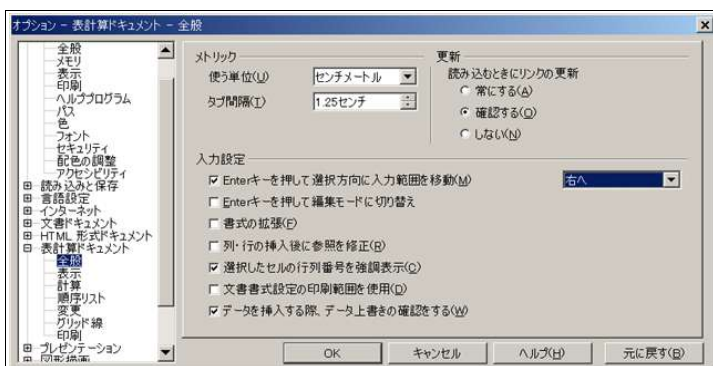 オプション - 表計算ドキュメント - 全般
全般
メモリ
表示
印刷
ヘルププログラム
パス
色
フォント
セキュリティ
配色の調整
アクセシビリティ
読み込みと保存
言語設定
インターネット
文書ドキュメント
HTML 形式ドキュメント
表計算ドキュメント
全般
表示
計算
順序リスト
変更
グリッド線
印刷
プレゼンテーション
図形描画
メトリック
使う単位(U)
センチメートル
タブ間隔(T)
1.25センチ
更新
読み込むときにリンクの更新
常にする(A)
確認する(Q)
しない(N)
入力設定
Enterキーを押して選択方向に入力範囲を移動(M)
右へ
Enterキーを押して編集モードに切り替え
書式の拡張(F)
列・行の挿入後に参照を修正(R)
選択したセルの行列番号を強調表示(C)
文書書式設定の印刷範囲を使用(D)
データを挿入する際、データ上書きの確認をする(W)
OK
キャンセル
ヘルプ(H)
元に戻す(B)